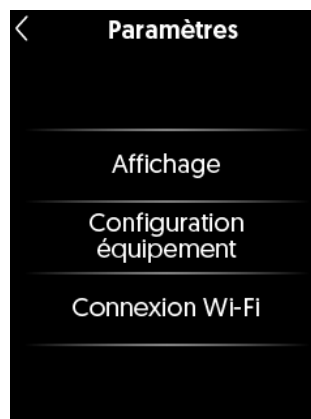 Paramètres
Affichage
Configuration
équipement
Connexion Wi-Fi